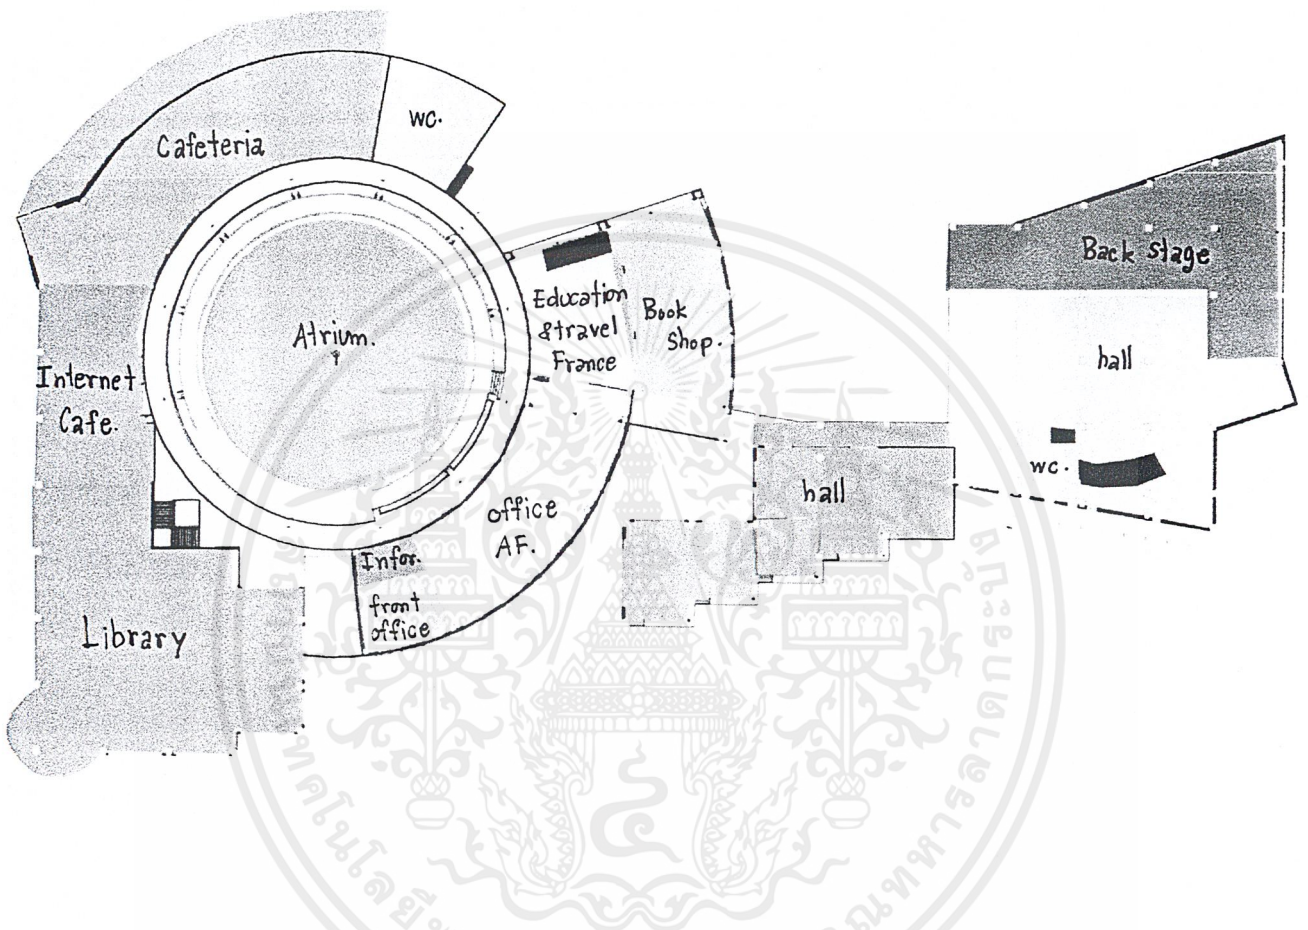 Cafeteria
WC.
Atrium.
Education
&travel
France
Book
Shop.
Back stage
hall
Internet
Cafe.
WC.
hall
office
AF.
Infor.
front
office
Library